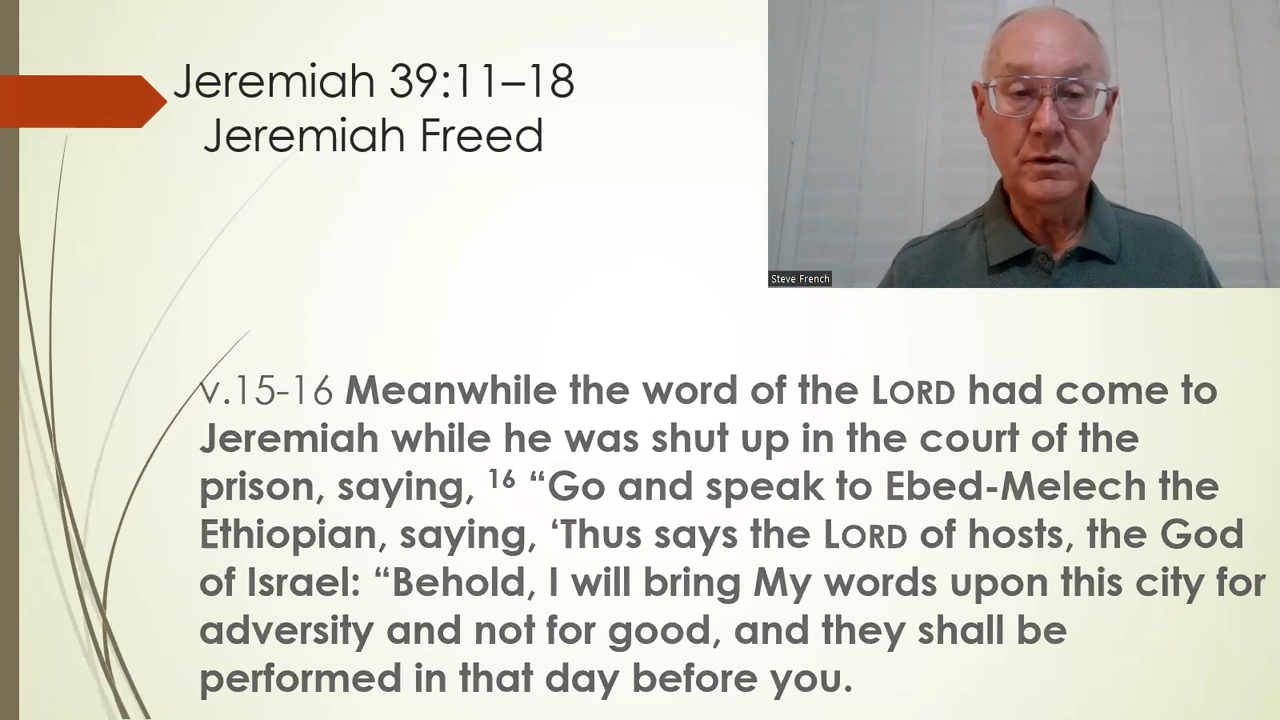 Jeremiah 39:11–18
Jeremiah Freed
Steve French
v.15-16 Meanwhile the word of the LORD had come to
Jeremiah while he was shut up in the court of the
prison, saying, ¹⁶ “Go and speak to Ebed-Melech the
Ethiopian, saying, ‘Thus says the LORD of hosts, the God
of Israel: “Behold, I will bring My words upon this city for
adversity and not for good, and they shall be
performed in that day before you.